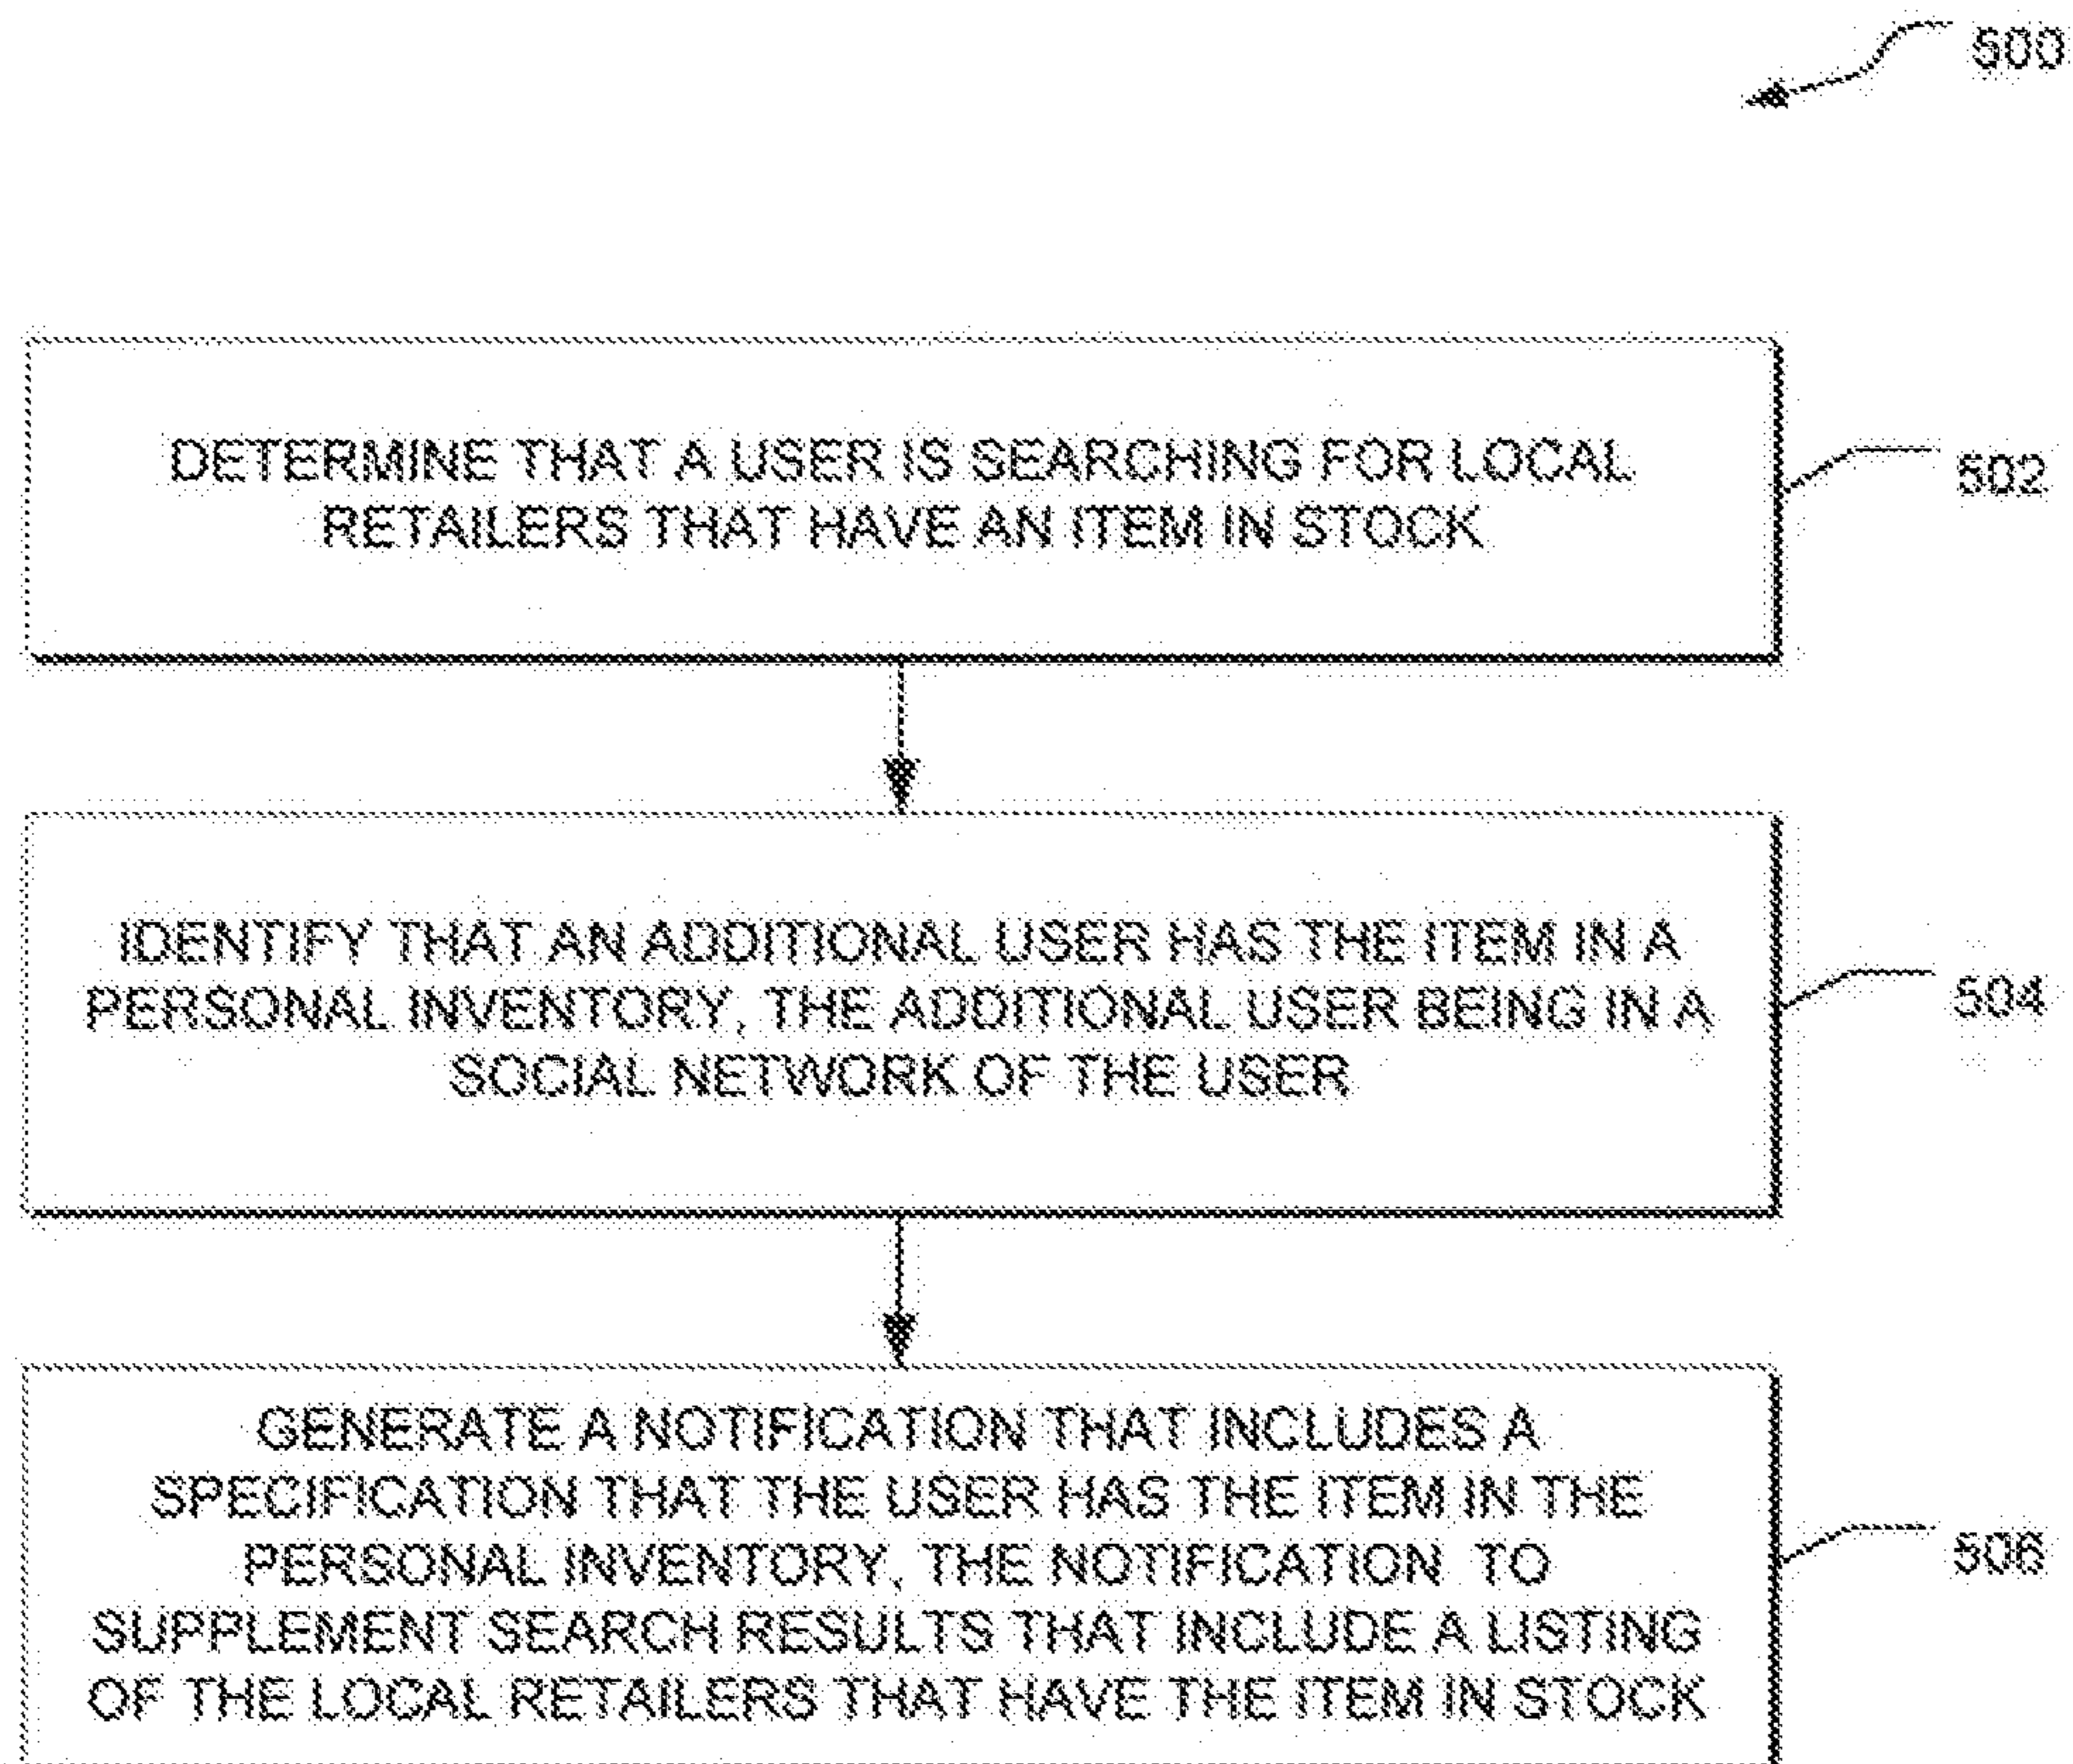 500
DETERMINE THAT A USER IS SEARCHING FOR LOCAL
RETAILERS THAT HAVE AN ITEM IN STOCK
502
IDENTIFY THAT AN ADDITIONAL USER HAS THE ITEM IN A
PERSONAL INVENTORY, THE ADDITIONAL USER BEING IN A
SOCIAL NETWORK OF THE USER
504
GENERATE A NOTIFICATION THAT INCLUDES A
SPECIFICATION THAT THE USER HAS THE ITEM IN THE
PERSONAL INVENTORY, THE NOTIFICATION TO
SUPPLEMENT SEARCH RESULTS THAT INCLUDE A LISTING
OF THE LOCAL RETAILERS THAT HAVE THE ITEM IN STOCK
506